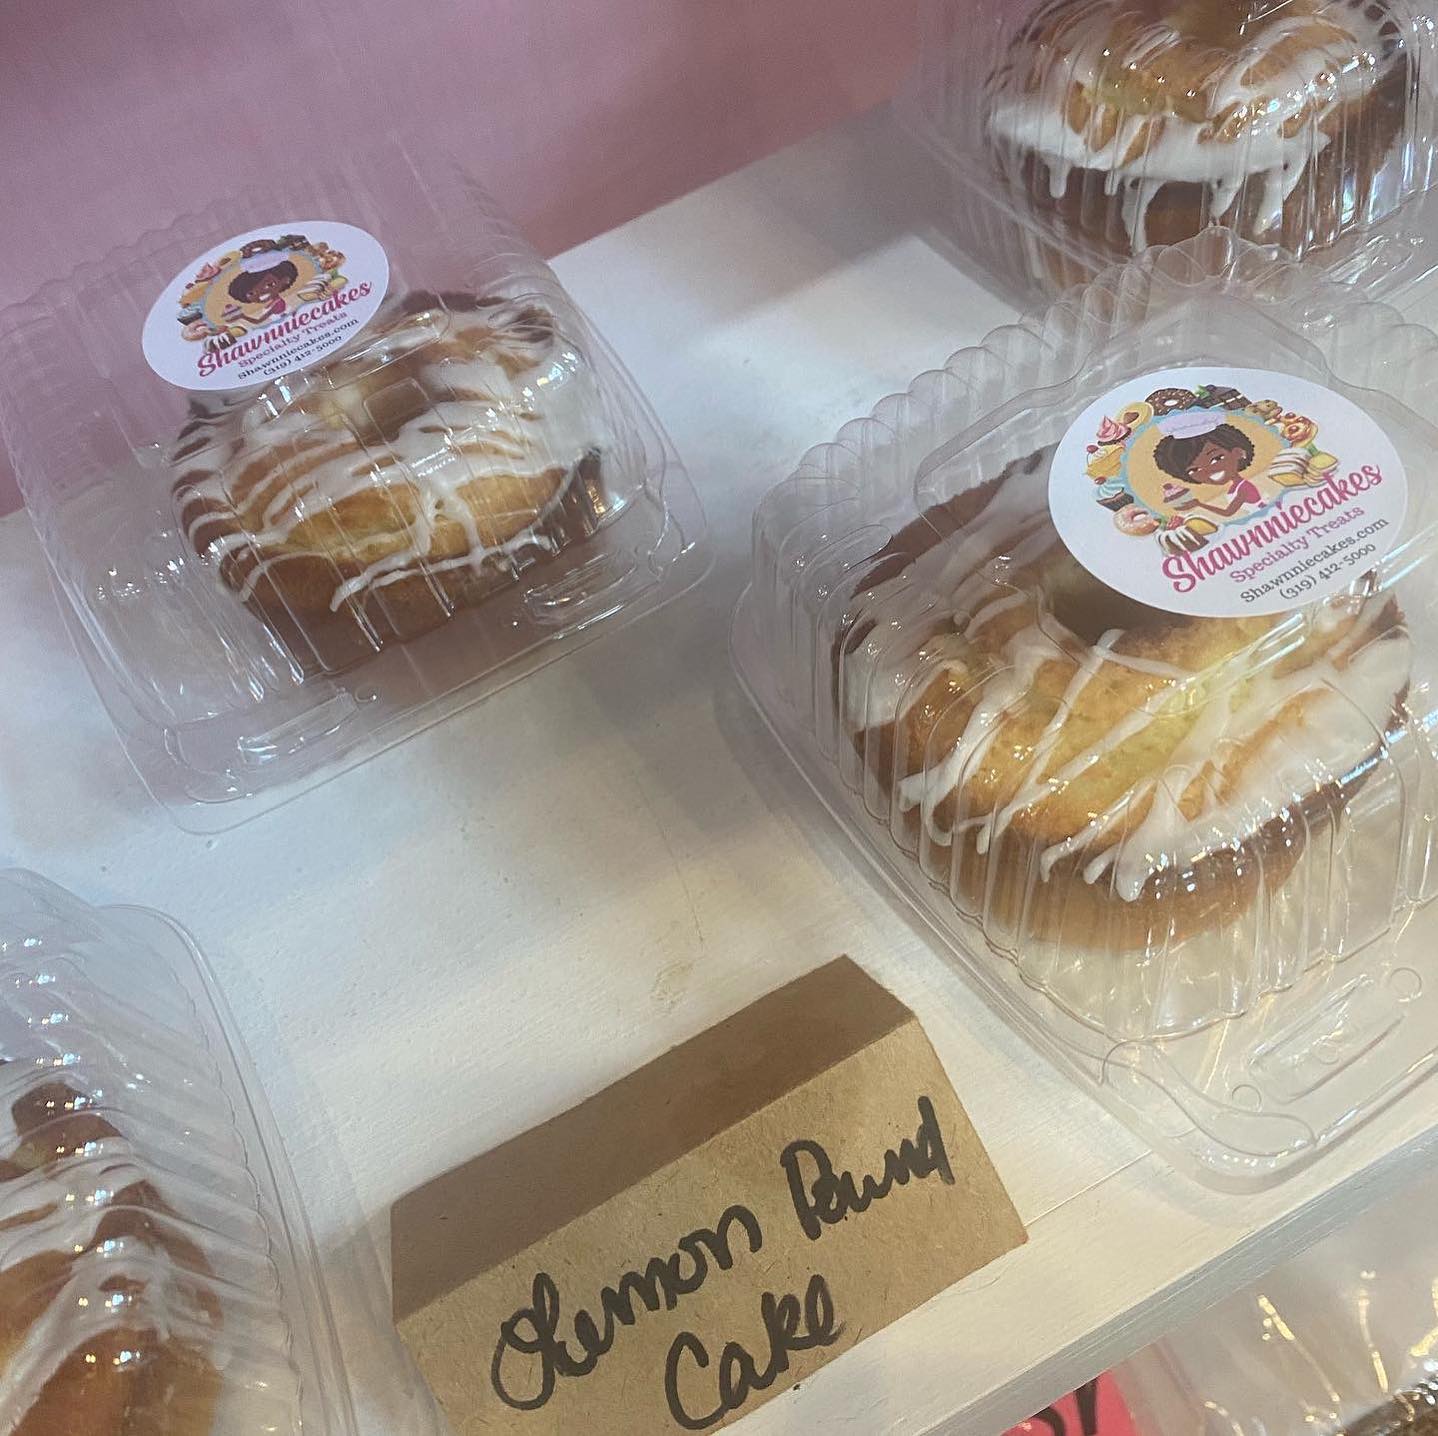 Shawnniecakes
Specialty Treats
Shawnniecakes.com
(319) 412-5000
Shawnniecakes
Specialty Treats
Shawnniecakes.com
(319) 412-5000
Lemon Pound
Cake